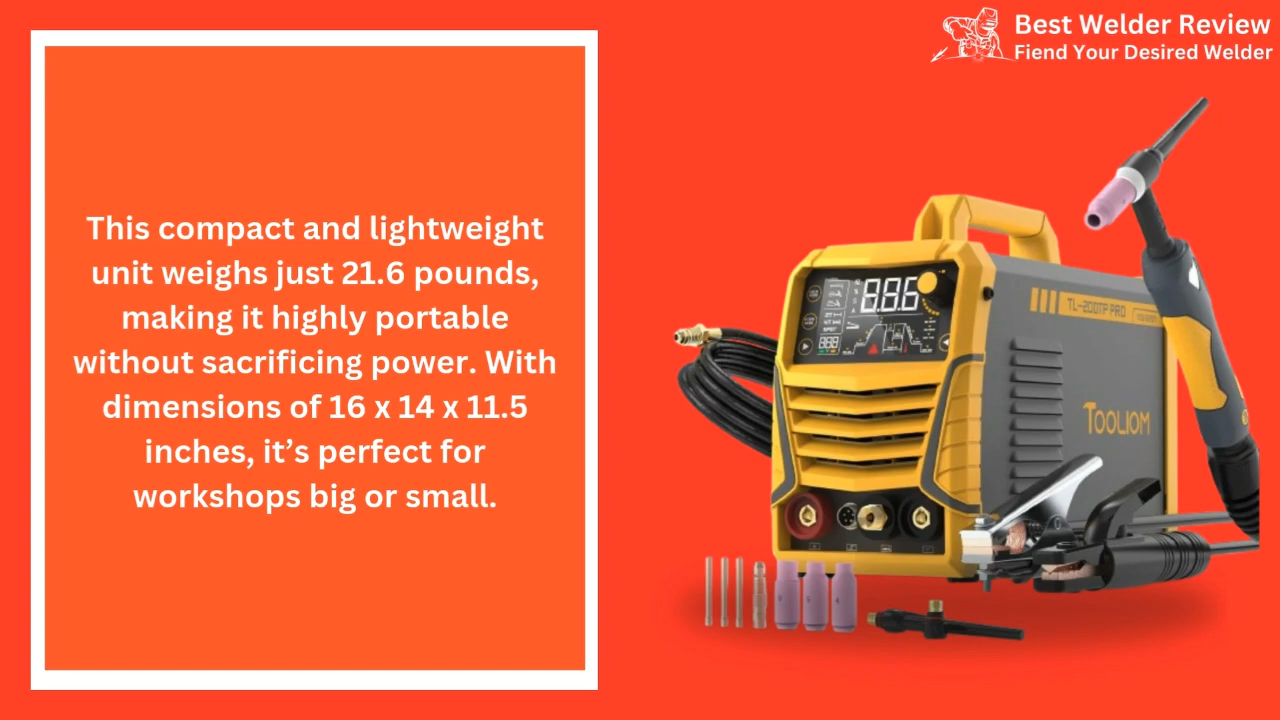 Best Welder Review
Fiend Your Desired Welder
This compact and lightweight
unit weighs just 21.6 pounds,
making it highly portable
without sacrificing power. With
dimensions of 16 x 14 x 11.5
inches, it’s perfect for
workshops big or small.
888
888
TL-200TP PRO
TOOLIOM